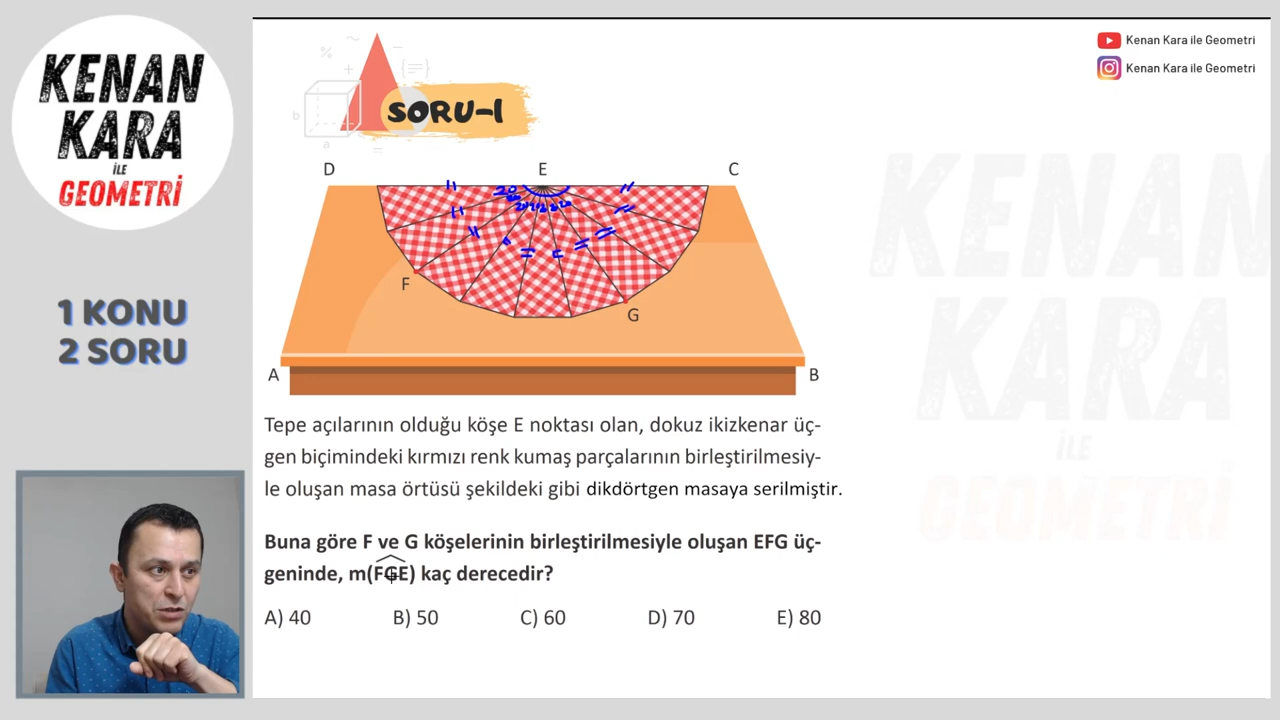 KENAN
KARA
İLE
GEOMETRİ
Kenan Kara ile Geometri
Kenan Kara ile Geometri
SORU-1
D
E
C
20
20
20
F
G
A
B
1 KONU
2 SORU
Tepe açılarının olduğu köşe E noktası olan, dokuz ikizkenar üç-
gen biçimindeki kırmızı renk kumaş parçalarının birleştirilmesiy-
le oluşan masa örtüsü şekildeki gibi dikdörtgen masaya serilmiştir.
Buna göre F ve G köşelerinin birleştirilmesiyle oluşan EFG üç-
geninde, m(FGE) kaç derecedir?
A) 40 B) 50 C) 60 D) 70 E) 80
KENAN
KARA
İLE
GEOMETRİ